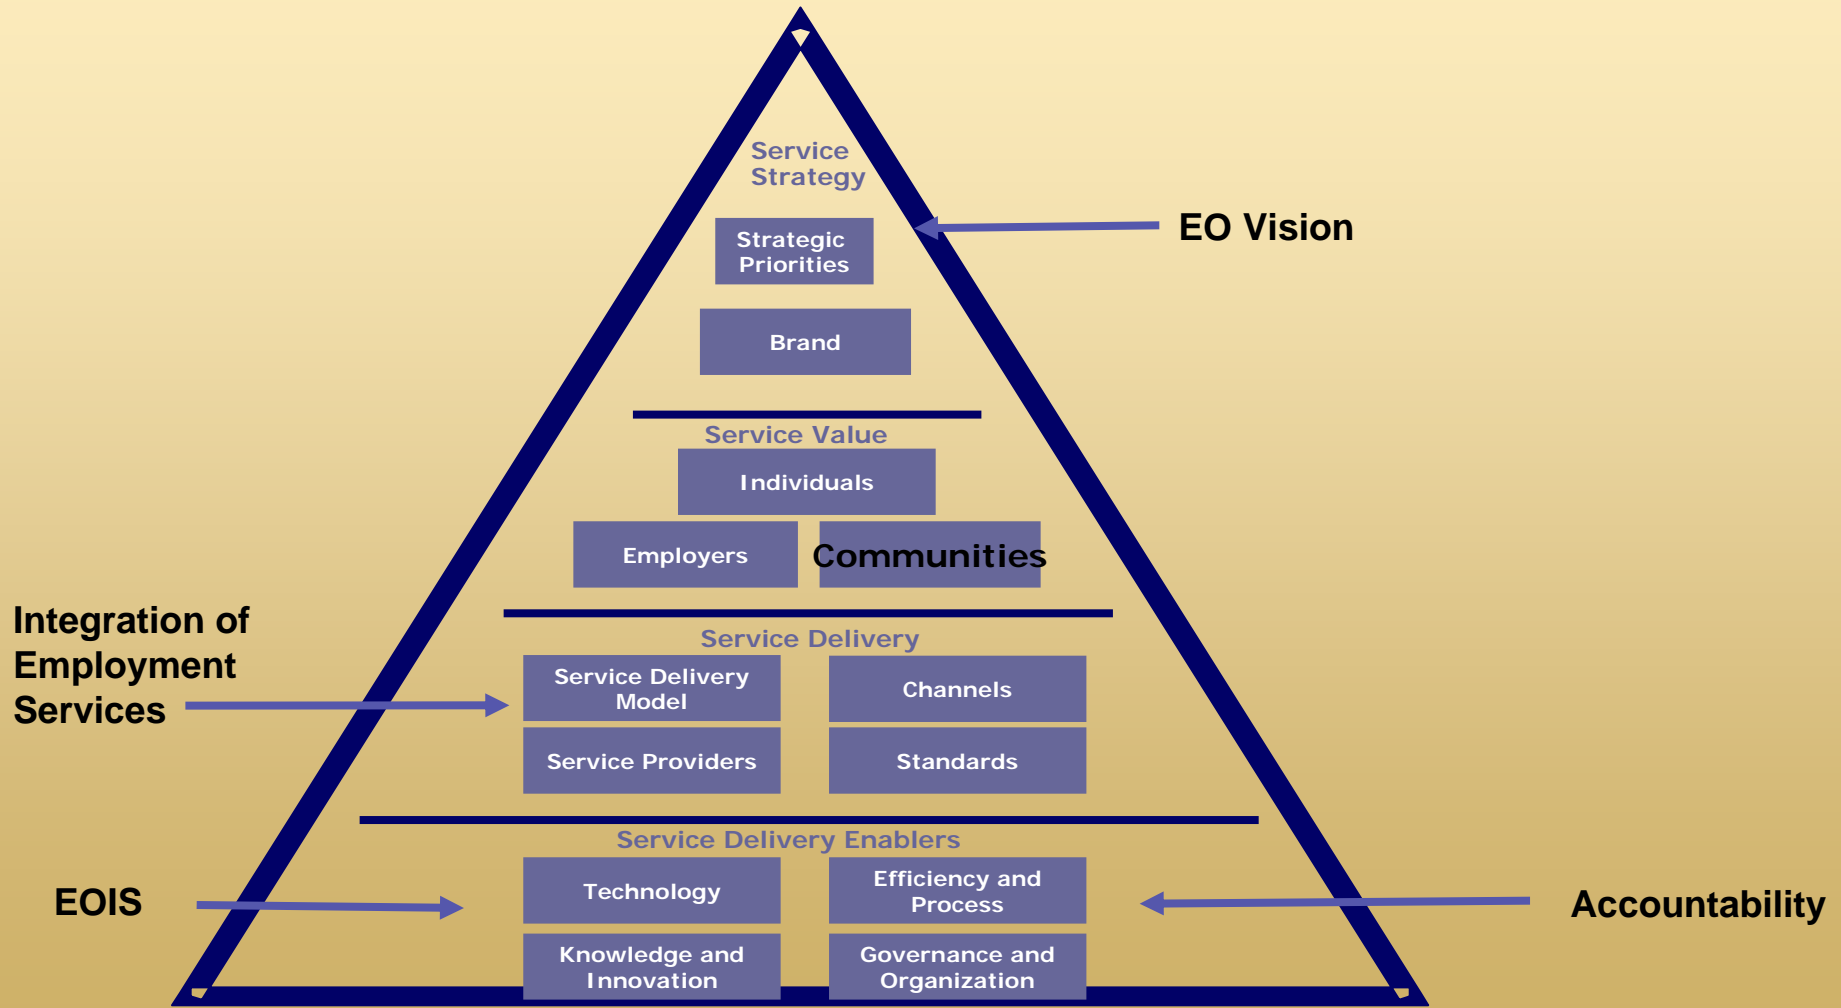 Service
Strategy
Strategic
Priorities
EO Vision
Brand
Service Value
Individuals
Employers
Communities
Integration of
Employment
Services
Service Delivery
Service Delivery
Model
Channels
Service Providers
Standards
Service Delivery Enablers
EOIS
Technology
Efficiency and
Process
Accountability
Knowledge and
Innovation
Governance and
Organization